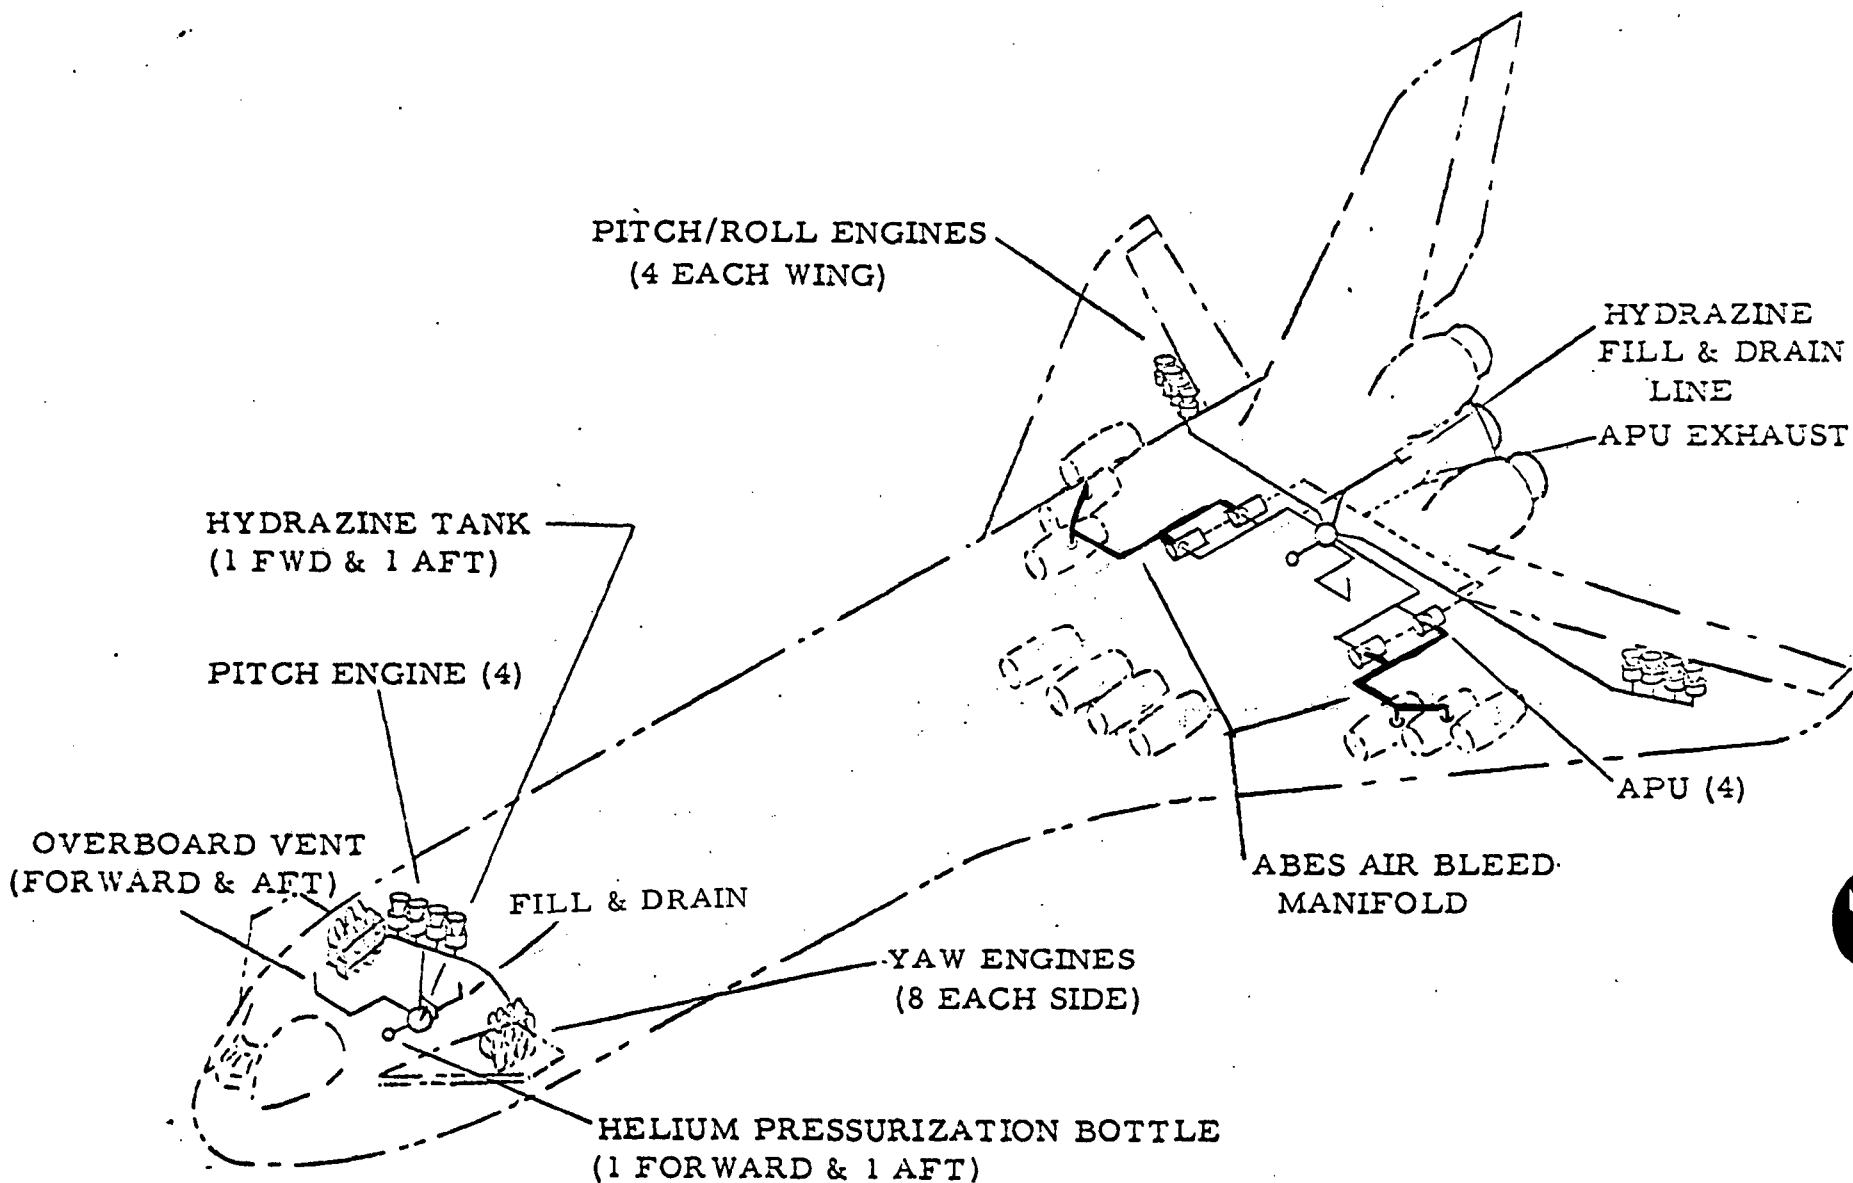 PITCH/ROLL ENGINES
(4 EACH WING)
HYDRAZINE
FILL & DRAIN
LINE
APU EXHAUST
HYDRAZINE TANK
(1 FWD & 1 AFT)
PITCH ENGINE (4)
APU (4)
OVERBOARD VENT
(FORWARD & AFT)
FILL & DRAIN
ABES AIR BLEED
MANIFOLD
YAW ENGINES
(8 EACH SIDE)
HELIUM PRESSURIZATION BOTTLE
(1 FORWARD & 1 AFT)